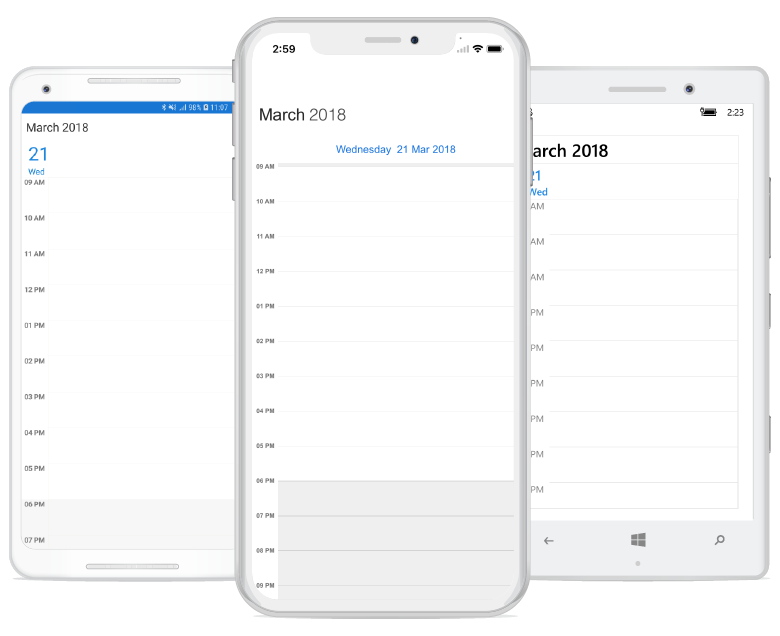 98% 11:07
March 2018
21
Wed
09 AM
10 AM
11 AM
12 PM
01 PM
02 PM
03 PM
04 PM
05 PM
06 PM
07 PM
2:59
March 2018
Wednesday 21 Mar 2018
09 AM
10 AM
11 AM
12 PM
01 PM
02 PM
03 PM
04 PM
05 PM
06 PM
07 PM
08 PM
09 PM
2:23
arch 2018
21
Wed
AM
AM
AM
PM
PM
PM
PM
PM
PM